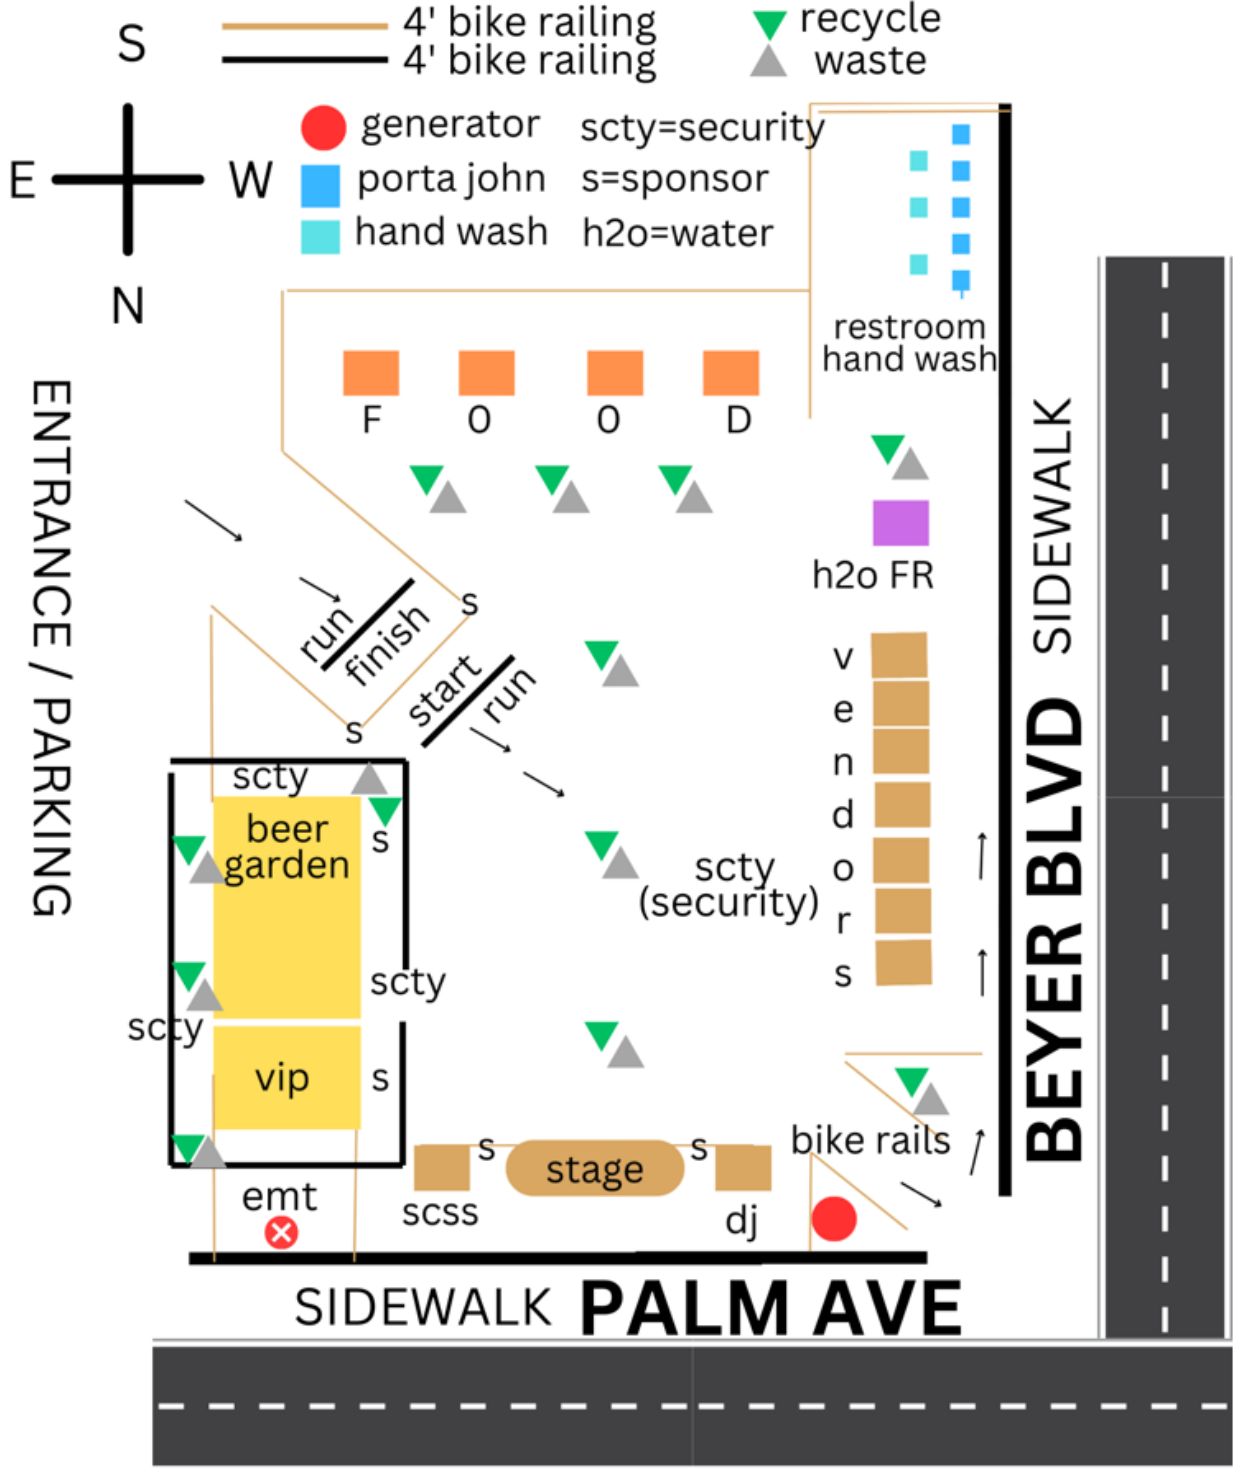 S
4' bike railing
4' bike railing
recycle
waste
generator
scty=security
E
W
porta john
s=sponsor
hand wash
h2o=water
N
restroom
hand wash
F O O D
ENTRANCE / PARKING
SIDEWALK
h2o FR
run
finish
s
s
start
run
v
e
n
d
o
r
s
scty
beer
garden
s
scty
(security)
scty
scty
vip
s
BEYER BLVD
bike rails
s
stage
s
emt
scss
dj
SIDEWALK PALM AVE